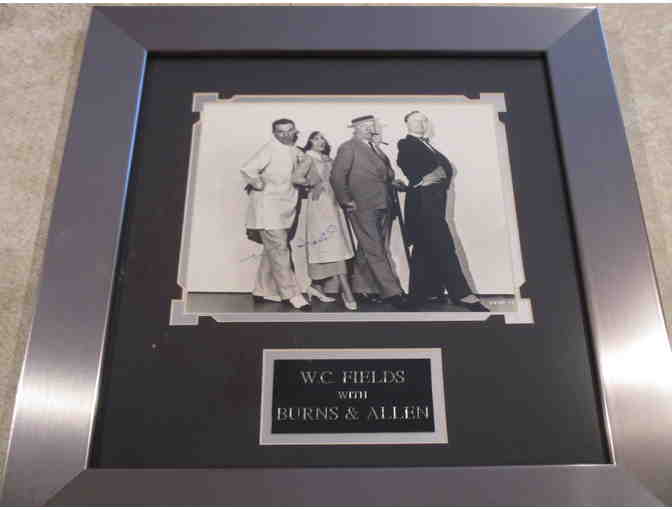 W.C. FIELDS
WITH
BURNS & ALLEN